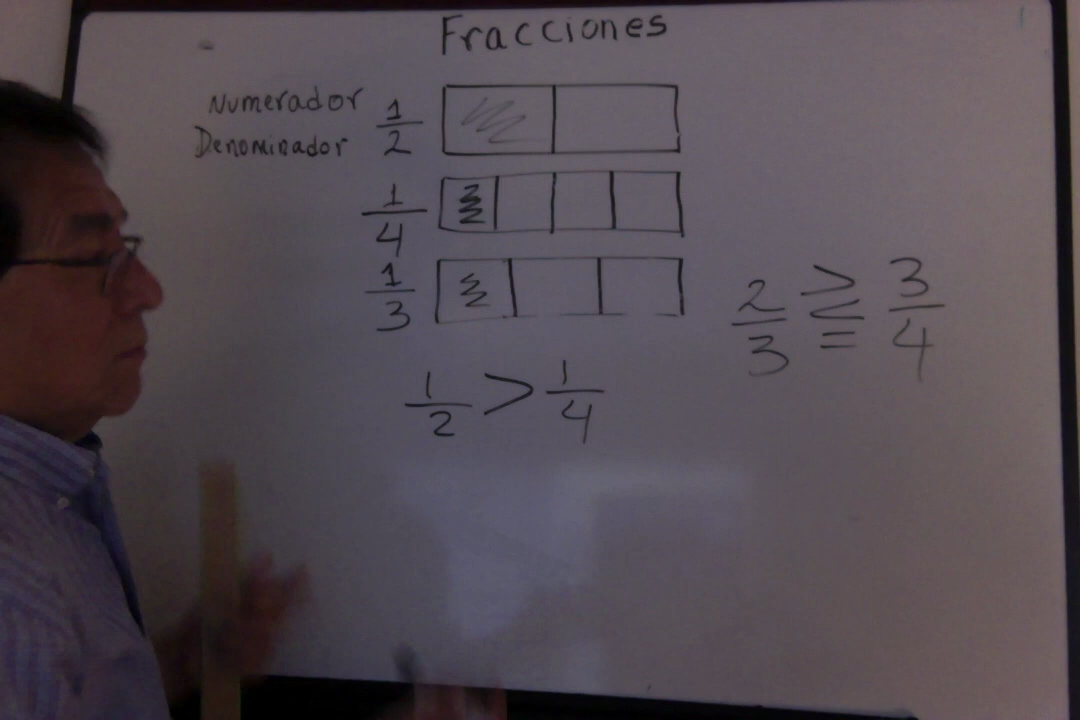 Fracciones
Numerador 1/2
Denominador
1/4
1/3
2/3 > < = 3/4
1/2 > 1/4